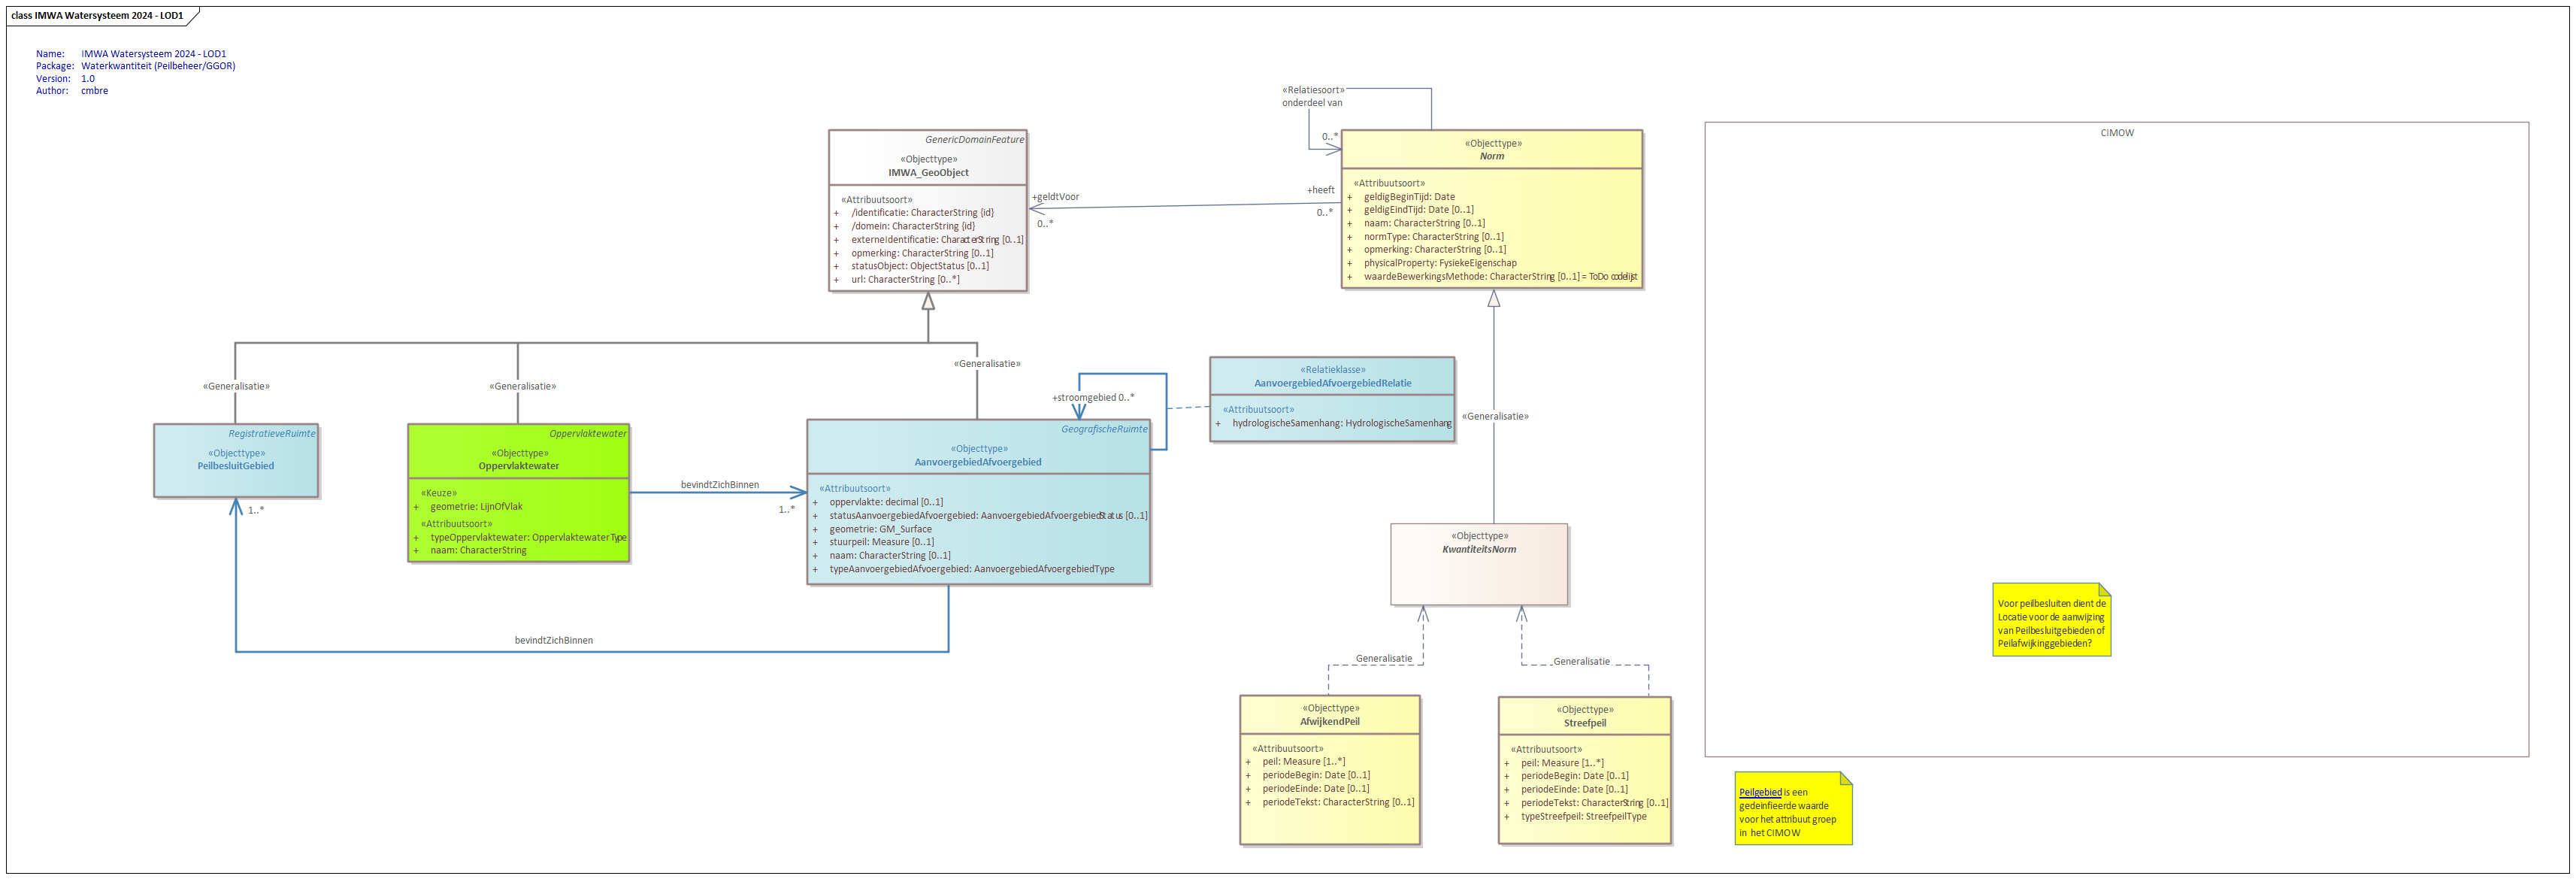 class IMWA Watersysteem 2024 - LOD1
Name: IMWA Watersysteem 2024 - LOD1
Package: Waterkwantiteit (Peilbeheer/GGOR)
Version: 1.0
Author: cmbre
«Relatiesoort»
onderdeel van
0..*
GenericDomainFeature
«Objecttype»
IMWA_GeoObject
«Attribuutsoort»
+ /identificatie: CharacterString {id}
+ /domein: CharacterString {id}
+ externeIdentificatie: CharacterString [0..1]
+ opmerking: CharacterString [0..1]
+ statusObject: ObjectStatus [0..1]
+ url: CharacterString [0..*]
+geldtVoor
0..*
+heeft
0..*
«Objecttype»
Norm
«Attribuutsoort»
+ geldigBeginTijd: Date
+ geldigEindTijd: Date [0..1]
+ naam: CharacterString [0..1]
+ normType: CharacterString [0..1]
+ opmerking: CharacterString [0..1]
+ physicalProperty: FysiekeEigenschap
+ waardeBewerkingsMethode: CharacterString [0..1] = ToDo codelijst
CIMOW
«Generalisatie»
«Generalisatie»
«Generalisatie»
RegistratieveRuimte
«Objecttype»
PeilbesluitGebied
1..*
Oppervlaktewater
«Objecttype»
Oppervlaktewater
«Keuze»
+ geometrie: LijnOfVlak
«Attribuutsoort»
+ typeOppervlaktewater: OppervlaktewaterType
+ naam: CharacterString
bevindtZichBinnen
1..*
+stroomgebied 0..*
GeografischeRuimte
«Objecttype»
AanvoergebiedAfvoergebied
«Attribuutsoort»
+ oppervlakte: decimal [0..1]
+ statusAanvoergebiedAfvoergebied: AanvoergebiedAfvoergebiedStatus [0..1]
+ geometrie: GM_Surface
+ stuurpeil: Measure [0..1]
+ naam: CharacterString [0..1]
+ typeAanvoergebiedAfvoergebied: AanvoergebiedAfvoergebiedType
«Relatieklasse»
AanvoergebiedAfvoergebiedRelatie
«Attribuutsoort»
+ hydrologischeSamenhang: HydrologischeSamenhang
«Generalisatie»
bevindtZichBinnen
«Objecttype»
KwantiteitsNorm
Generalisatie
Generalisatie
«Objecttype»
AfwijkendPeil
«Attribuutsoort»
+ peil: Measure [1..*]
+ periodeBegin: Date [0..1]
+ periodeEinde: Date [0..1]
+ periodeTekst: CharacterString [0..1]
«Objecttype»
Streefpeil
«Attribuutsoort»
+ peil: Measure [1..*]
+ periodeBegin: Date [0..1]
+ periodeEinde: Date [0..1]
+ periodeTekst: CharacterString [0..1]
+ typeStreefpeil: StreefpeilType
Voor peilbesluiten dient de
Locatie voor de aanwijzing
van Peilbesluitgebieden of
Peilafwijkinggebieden?
Peilgebied is een
gedeinfieerde waarde
voor het attribuut groep
in het CIMOW